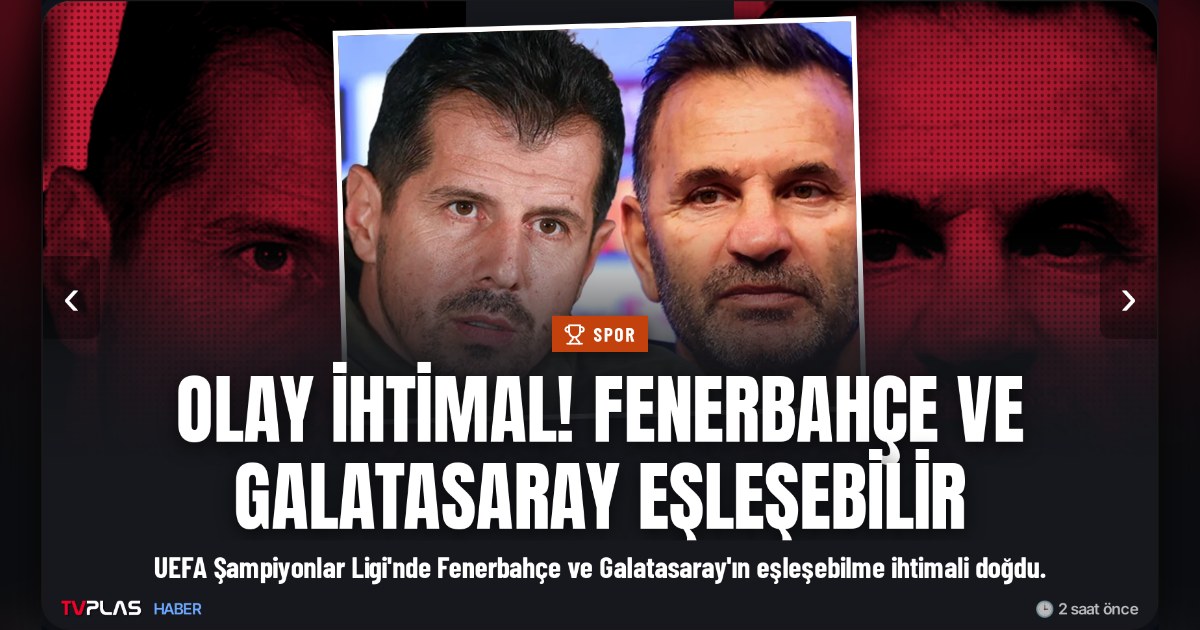 SPOR
OLAY İHTİMAL! FENERBAHÇE VE
GALATASARAY EŞLEŞEBİLİR
UEFA Şampiyonlar Ligi'nde Fenerbahçe ve Galatasaray'ın eşleşebilme ihtimali doğdu.
TVPLAS HABER
2 saat önce